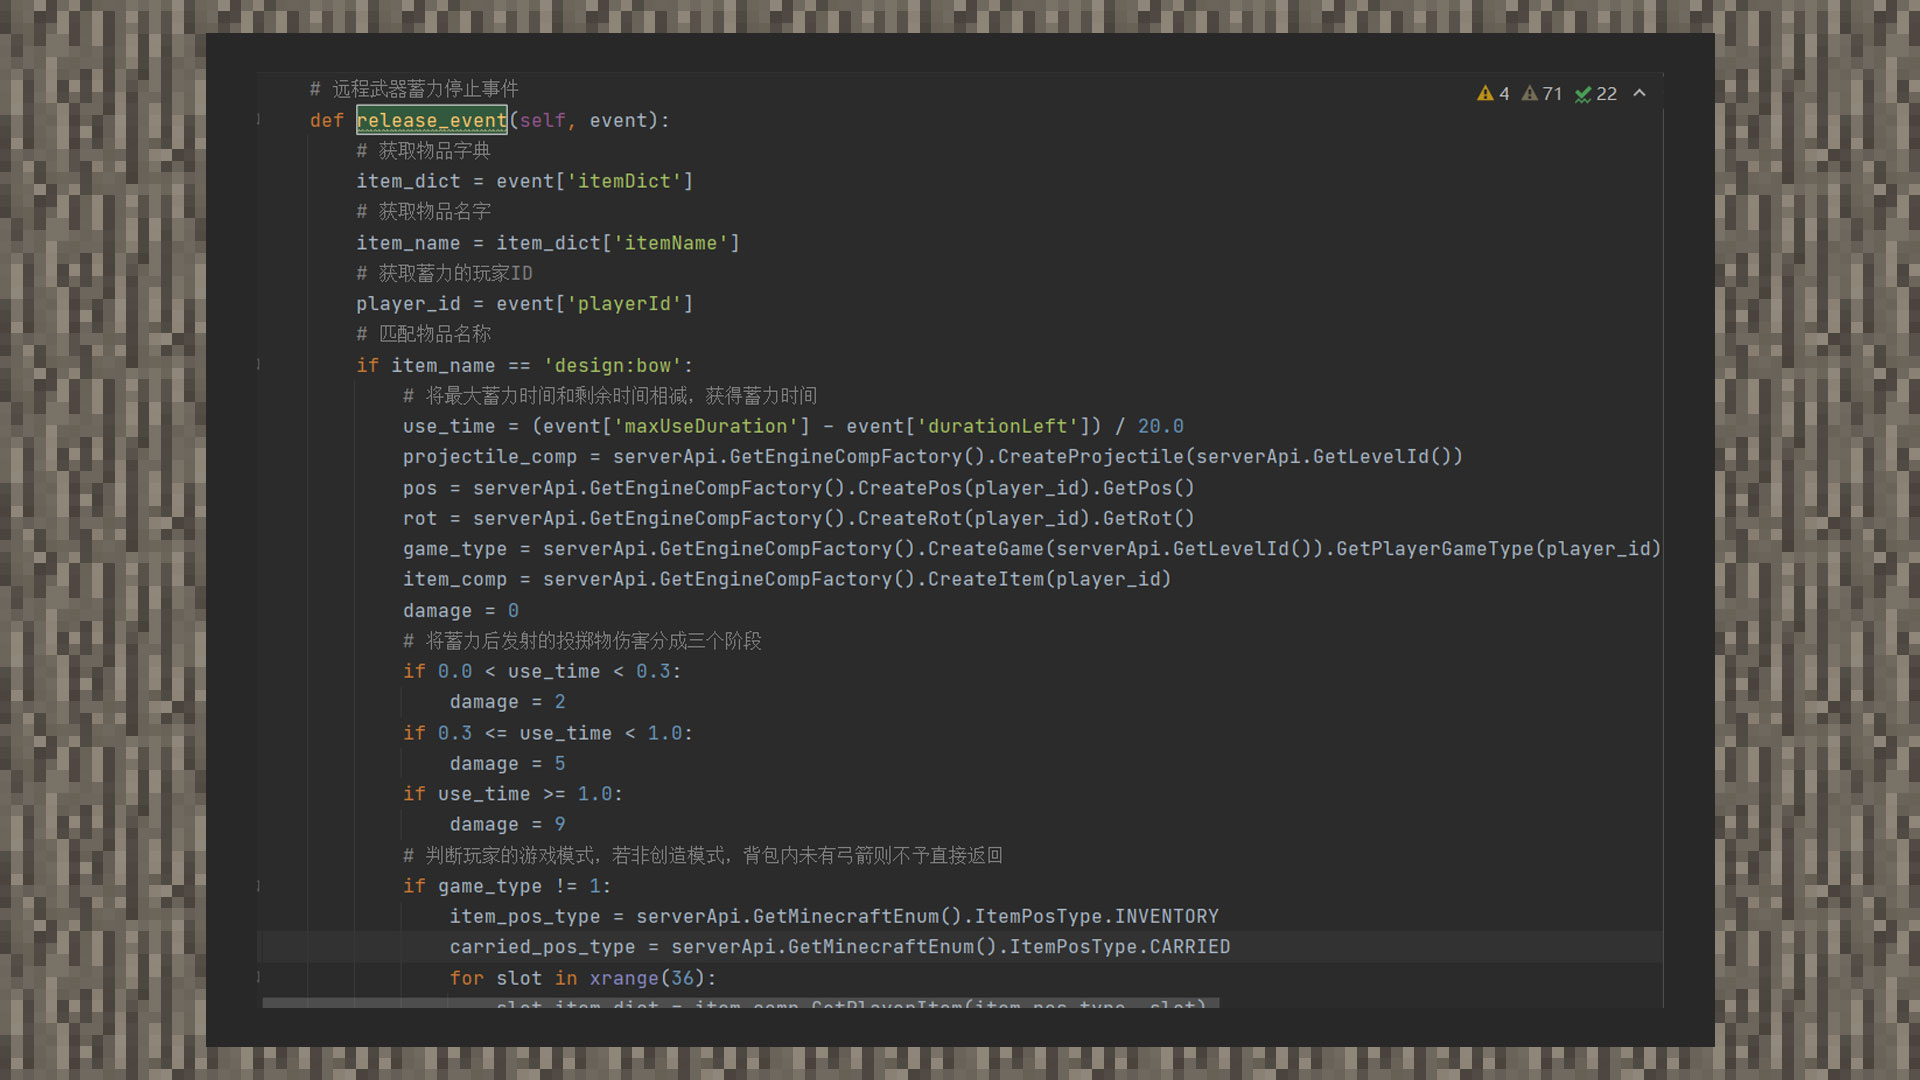 # 远程武器蓄力停止事件
4 71 22
def release_event(self, event):
# 获取物品字典
item_dict = event['itemDict']
# 获取物品名字
item_name = item_dict['itemName']
# 获取蓄力的玩家ID
player_id = event['playerId']
# 匹配物品名称
if item_name == 'design:bow':
# 将最大蓄力时间和剩余时间相减，获得蓄力时间
use_time = (event['maxUseDuration'] - event['durationLeft']) / 20.0
projectile_comp = serverApi.GetEngineCompFactory().CreateProjectile(serverApi.GetLevelId())
pos = serverApi.GetEngineCompFactory().CreatePos(player_id).GetPos()
rot = serverApi.GetEngineCompFactory().CreateRot(player_id).GetRot()
game_type = serverApi.GetEngineCompFactory().CreateGame(serverApi.GetLevelId()).GetPlayerGameType(player_id)
item_comp = serverApi.GetEngineCompFactory().CreateItem(player_id)
damage = 0
# 将蓄力后发射的投掷物伤害分成三个阶段
if 0.0 < use_time < 0.3:
damage = 2
if 0.3 <= use_time < 1.0:
damage = 5
if use_time >= 1.0:
damage = 9
# 判断玩家的游戏模式，若非创造模式，背包内未有弓箭则不予直接返回
if game_type != 1:
item_pos_type = serverApi.GetMinecraftEnum().ItemPosType.INVENTORY
carried_pos_type = serverApi.GetMinecraftEnum().ItemPosType.CARRIED
for slot in xrange(36):
slot_item_dict = item_comp.GetPlayerItem(item_pos_type, slot)